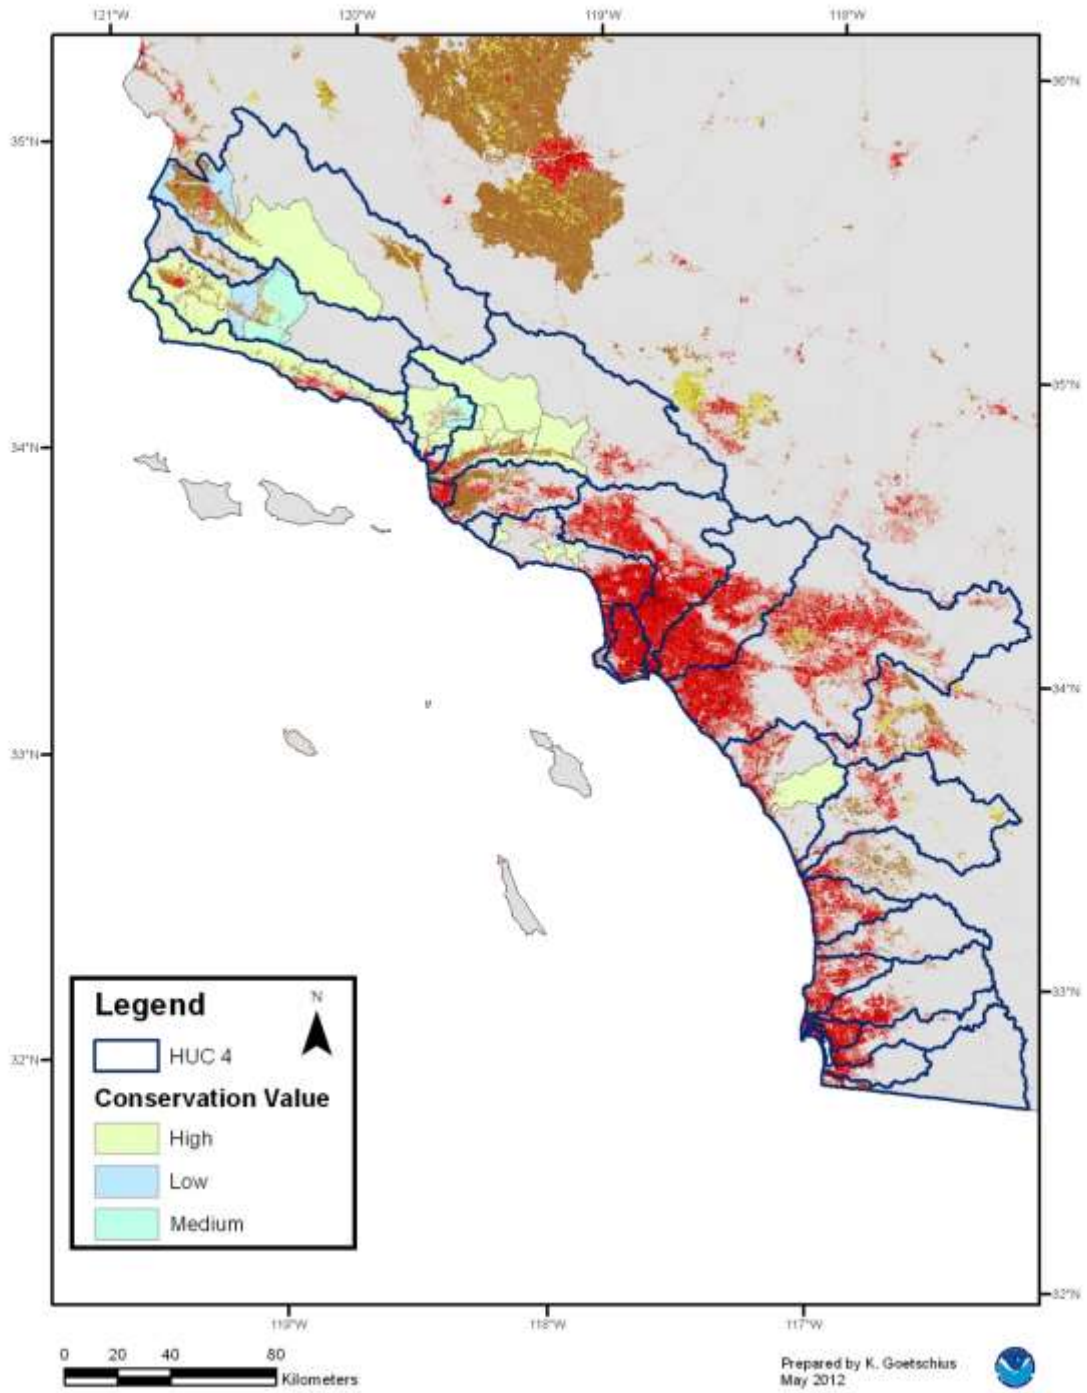 121°W 120°W 119°W 118°W
36°N
35°N
35°N
34°N
34°N
33°N
33°N
32°N
32°N
Legend
N
HUC 4
Conservation Value
High
Low
Medium
119°W 118°W 117°W
0 20 40 80
Kilometers
Prepared by K. Goetschius
May 2012